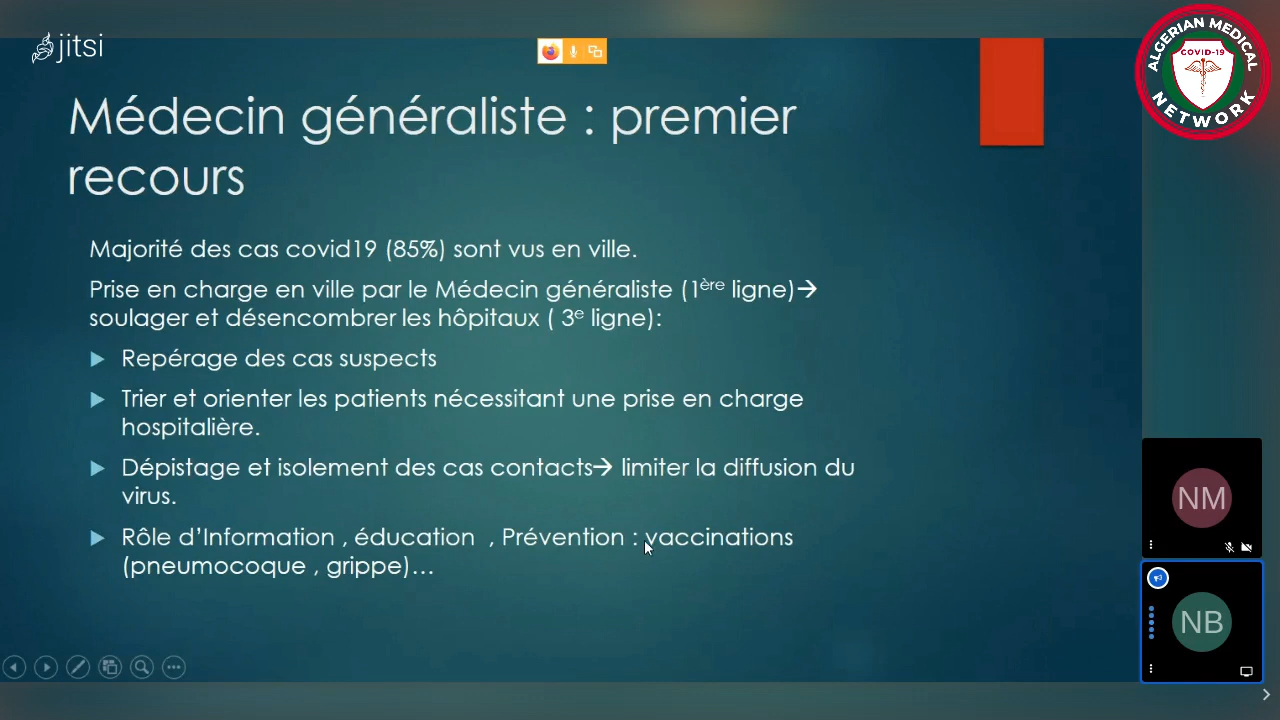 jitsi
ALGERIAN MEDICAL
COVID-19
NETWORK
Médecin généraliste : premier
recours
Majorité des cas covid19 (85%) sont vus en ville.
Prise en charge en ville par le Médecin généraliste (1ère ligne)→
soulager et désencombrer les hôpitaux ( 3e ligne):
Repérage des cas suspects
Trier et orienter les patients nécessitant une prise en charge
hospitalière.
Dépistage et isolement des cas contacts→ limiter la diffusion du
virus.
Rôle d'Information , éducation , Prévention : vaccinations
(pneumocoque , grippe)…
NM
NB